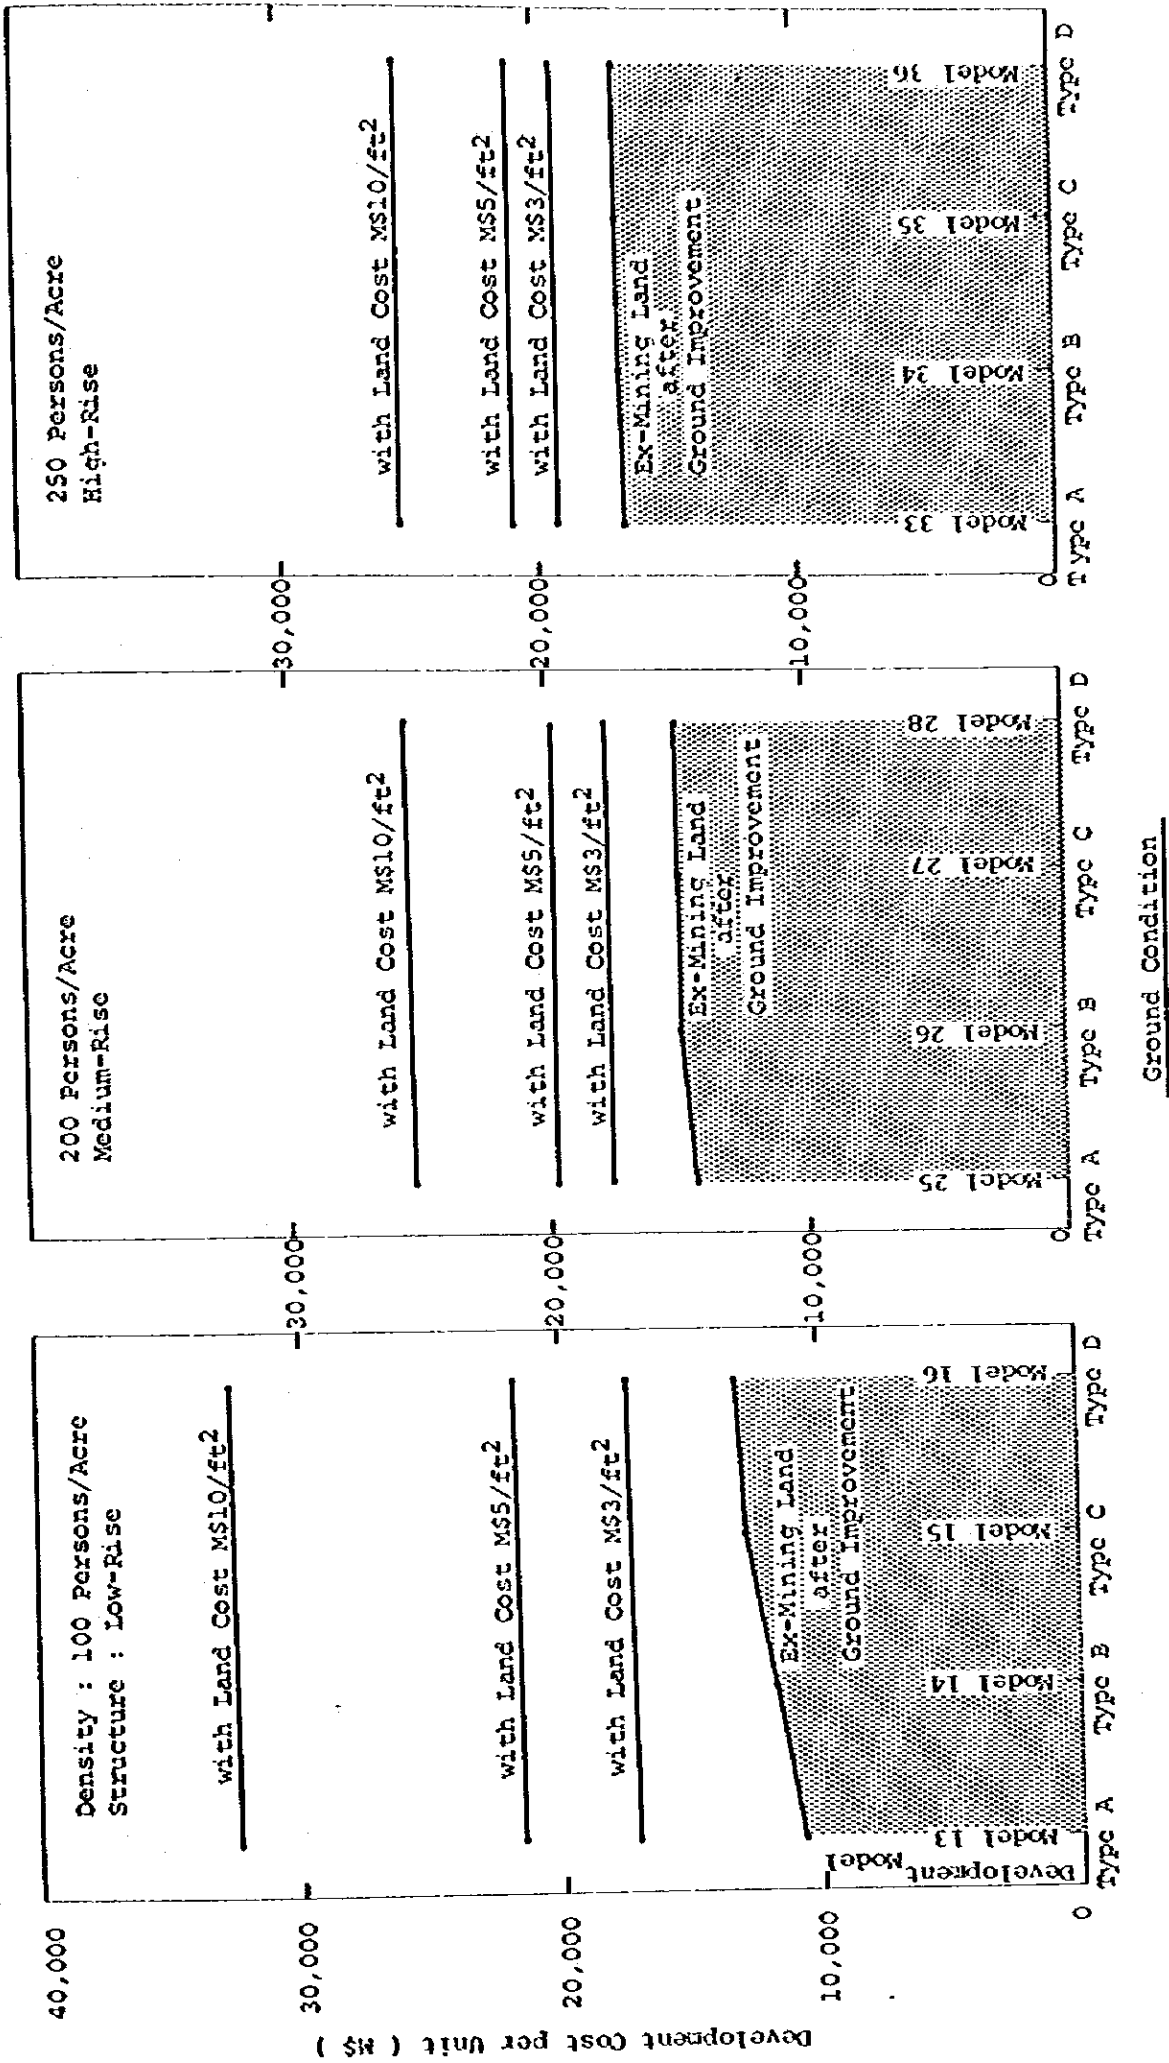 Development Cost per Unit ( M$ )
40,000
30,000
20,000
10,000
0
Density : 100 Persons/Acre
Structure : Low-Rise
with Land Cost M$10/ft2
with Land Cost M$5/ft2
with Land Cost M$3/ft2
Ex-Mining Land
after
Ground Improvement
Development
Model
Model 13
Model 14
Model 15
Model 16
Type A
Type B
Type C
Type D
200 Persons/Acre
Medium-Rise
30,000
20,000
10,000
0
with Land Cost M$10/ft2
with Land Cost M$5/ft2
with Land Cost M$3/ft2
Ex-Mining Land
after
Ground Improvement
Model 25
Model 26
Model 27
Model 28
Type A
Type B
Type C
Type D
250 Persons/Acre
High-Rise
30,000
20,000
10,000
0
with Land Cost M$10/ft2
with Land Cost M$5/ft2
with Land Cost M$3/ft2
Ex-Mining Land
after
Ground Improvement
Model 33
Model 34
Model 35
Model 36
Type A
Type B
Type C
Type D
Ground Condition